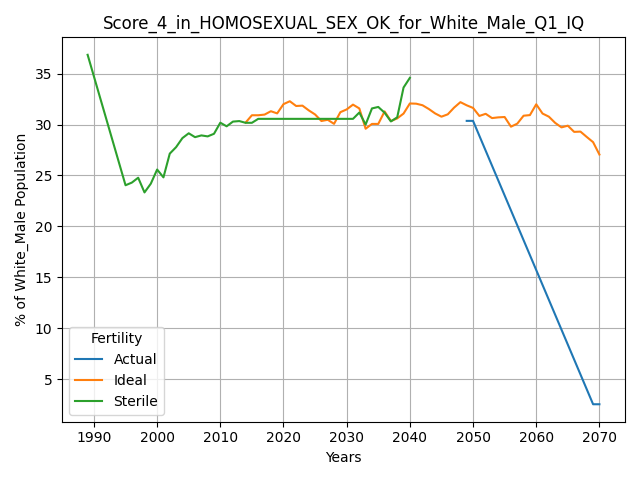 Score_4_in_HOMOSEXUAL_SEX_OK_for_White_Male_Q1_IQ
% of White_Male Population
35
30
25
20
15
10
5
Fertility
Actual
Ideal
Sterile
1990 2000 2010 2020 2030 2040 2050 2060 2070
Years